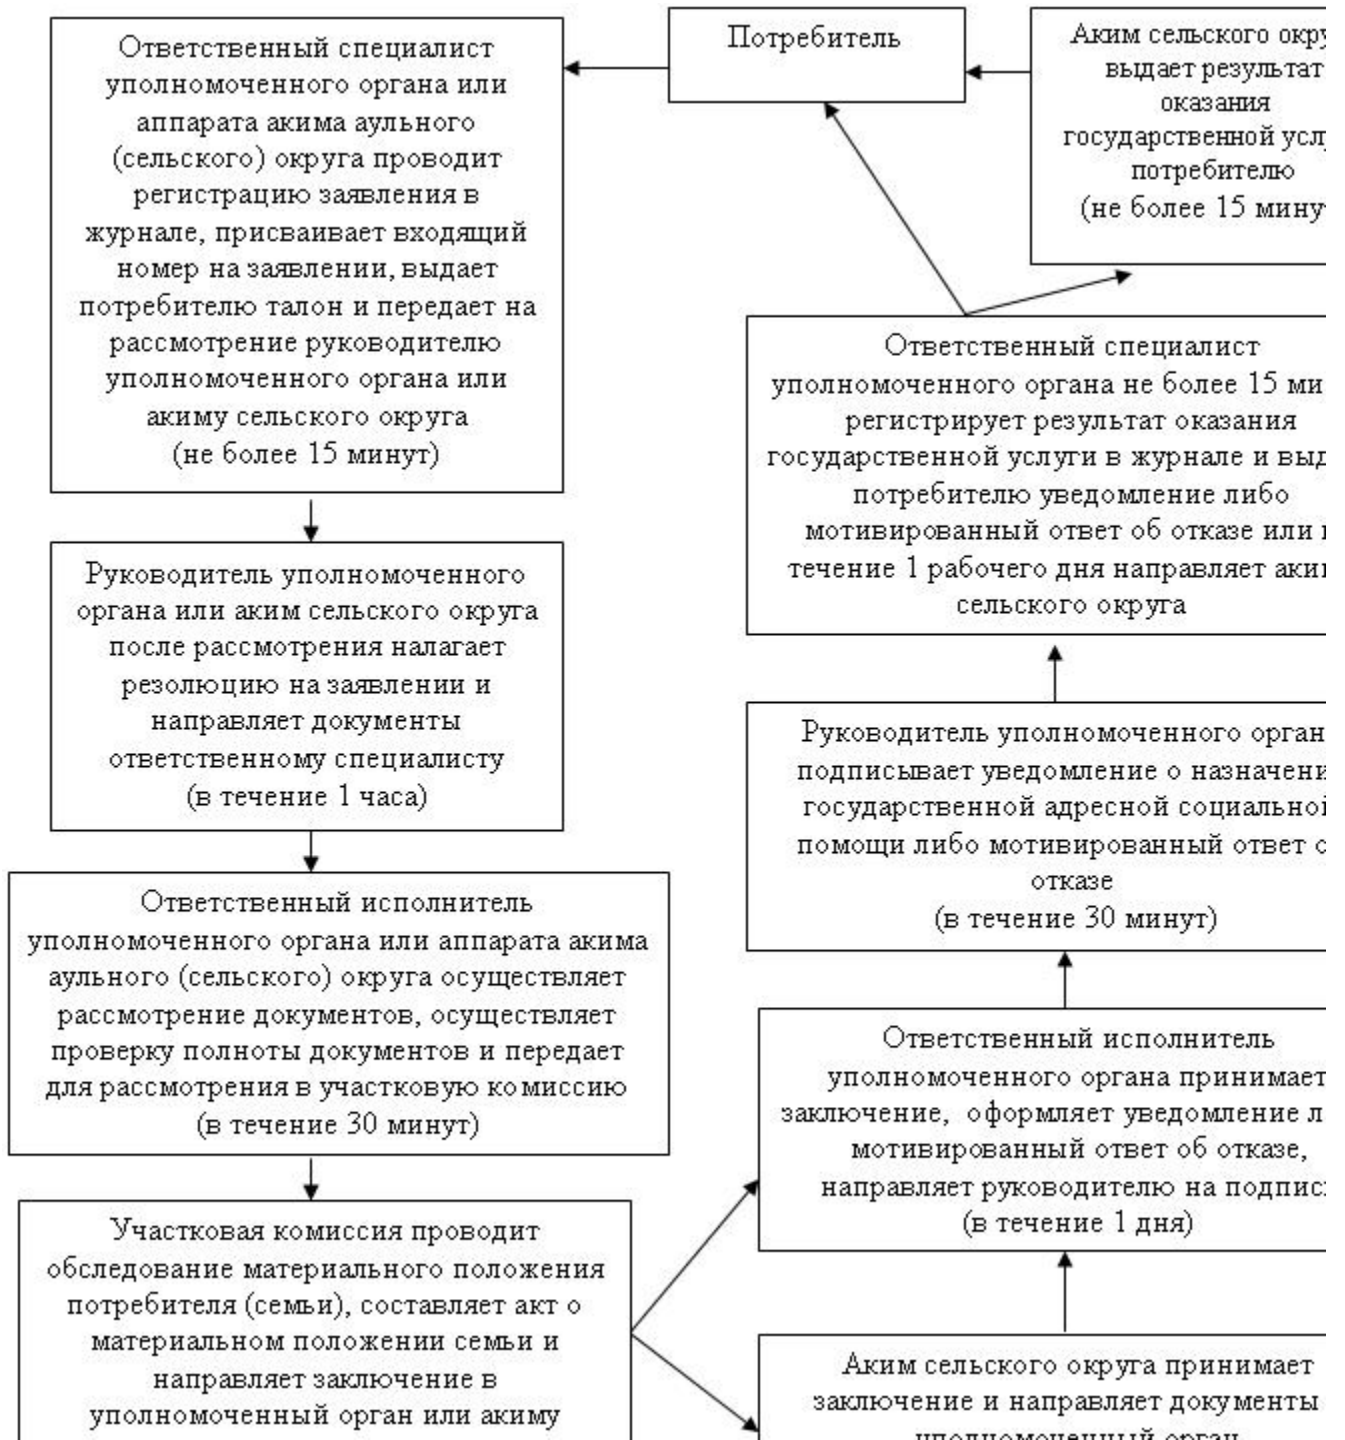 Ответственный специалист
уполномоченного органа или
аппарата акима аульного
(сельского) округа проводит
регистрацию заявления в
журнале, присваивает входящий
номер на заявлении, выдает
потребителю талон и передает на
рассмотрение руководителю
уполномоченного органа или
акиму сельского округа
(не более 15 минут)
Руководитель уполномоченного
органа или аким сельского округа
после рассмотрения налагает
резолюцию на заявлении и
направляет документы
ответственному специалисту
(в течение 1 часа)
Ответственный исполнитель
уполномоченного органа или аппарата акима
аульного (сельского) округа осуществляет
рассмотрение документов, осуществляет
проверку полноты документов и передает
для рассмотрения в участковую комиссию
(в течение 30 минут)
Участковая комиссия проводит
обследование материального положения
потребителя (семьи), составляет акт о
материальном положении семьи и
направляет заключение в
уполномоченный орган или акиму
Потребитель
Аким сельского окру
выдает результат
оказания
государственной усл
потребителю
(не более 15 мину
Ответственный специалист
уполномоченного органа не более 15 ми
регистрирует результат оказания
государственной услуги в журнале и выд
потребителю уведомление либо
мотивированный ответ об отказе или
течение 1 рабочего дня направляет аки
сельского округа
Руководитель уполномоченного орган
подписывает уведомление о назначени
государственной адресной социально
помощи либо мотивированный ответ о
отказе
(в течение 30 минут)
Ответственный исполнитель
уполномоченного органа принимает
заключение, оформляет уведомление л
мотивированный ответ об отказе,
направляет руководителю на подпис
(в течение 1 дня)
Аким сельского округа принимает
заключение и направляет документы
уполномоченный орган